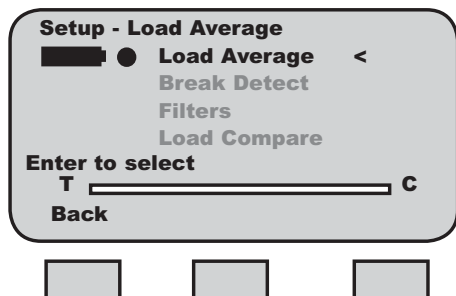 Setup - Load Average
Load Average <
Break Detect
Filters
Load Compare
Enter to select
T C
Back